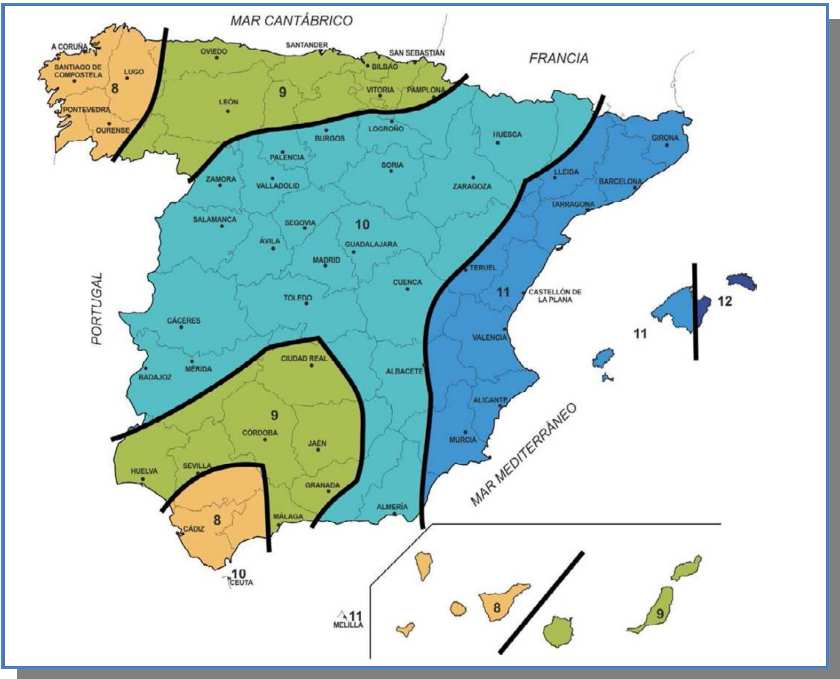 MAR CANTÁBRICO
A CORUÑA
OVIEDO
SANTANDER
SAN SEBASTIÁN
FRANCIA
SANTIAGO DE
COMPOSTELA
LUGO
BILBAO
8
LEÓN
9
VITORIA
PAMPLONA
PONTEVEDRA
OURENSE
BURGOS
LOGROÑO
HUESCA
GIRONA
PALENCIA
SORIA
LLEIDA
BARCELONA
ZAMORA
VALLADOLID
ZARAGOZA
TARRAGONA
SALAMANCA
SEGOVIA
10
ÁVILA
GUADALAJARA
MADRID
TERUEL
PORTUGAL
CUENCA
11
CASTELLÓN DE
LA PLANA
12
TOLEDO
CÁCERES
VALENCIA
11
CIUDAD REAL
MÉRIDA
BADAJOZ
ALBACETE
ALICANTE
9
CÓRDOBA
JAÉN
MURCIA
MAR MEDITERRÁNEO
HUELVA
SEVILLA
GRANADA
ALMERÍA
8
MÁLAGA
CÁDIZ
10
CEUTA
11
MELILLA
8
9